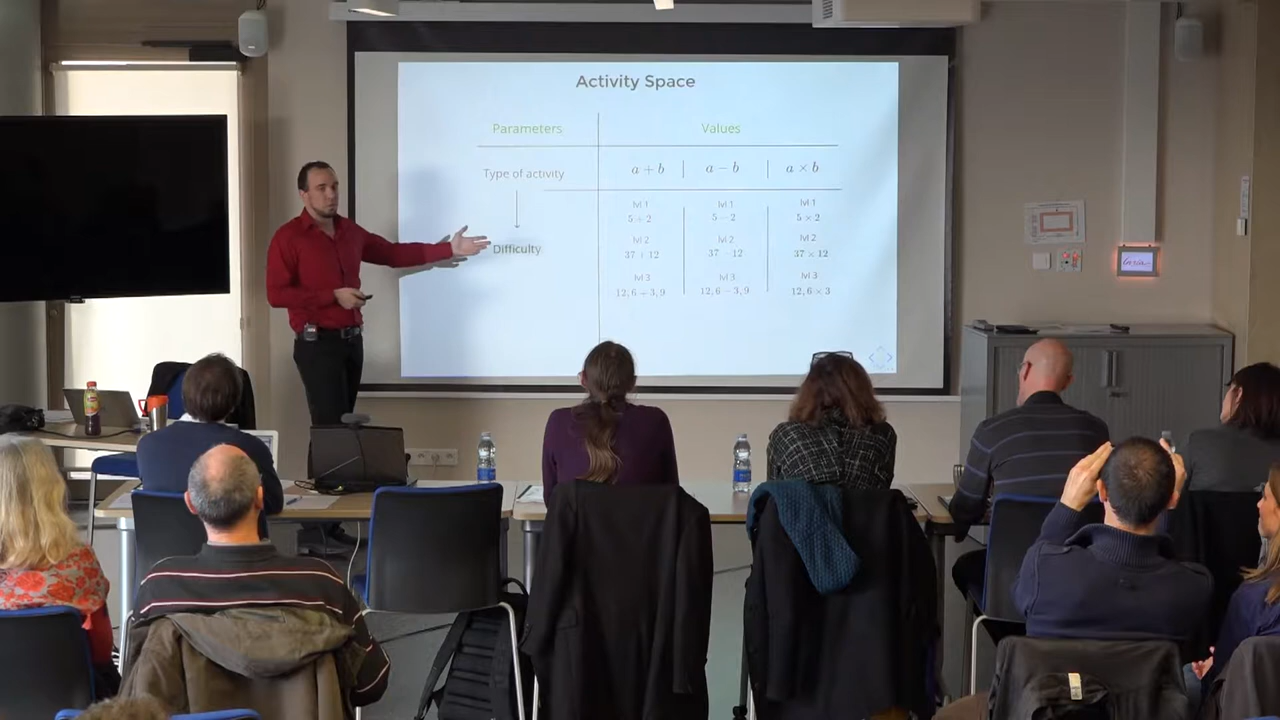 Activity Space
Parameters Values
Type of activity a + b a − b a × b
lvl 1 lvl 1 lvl 1
5 + 2 5 − 2 5 × 2
Difficulty
lvl 2 lvl 2 lvl 2
37 + 12 37 − 12 37 × 12
lvl 3 lvl 3 lvl 3
12,6 + 3,9 12,6 − 3,9 12,6 × 3